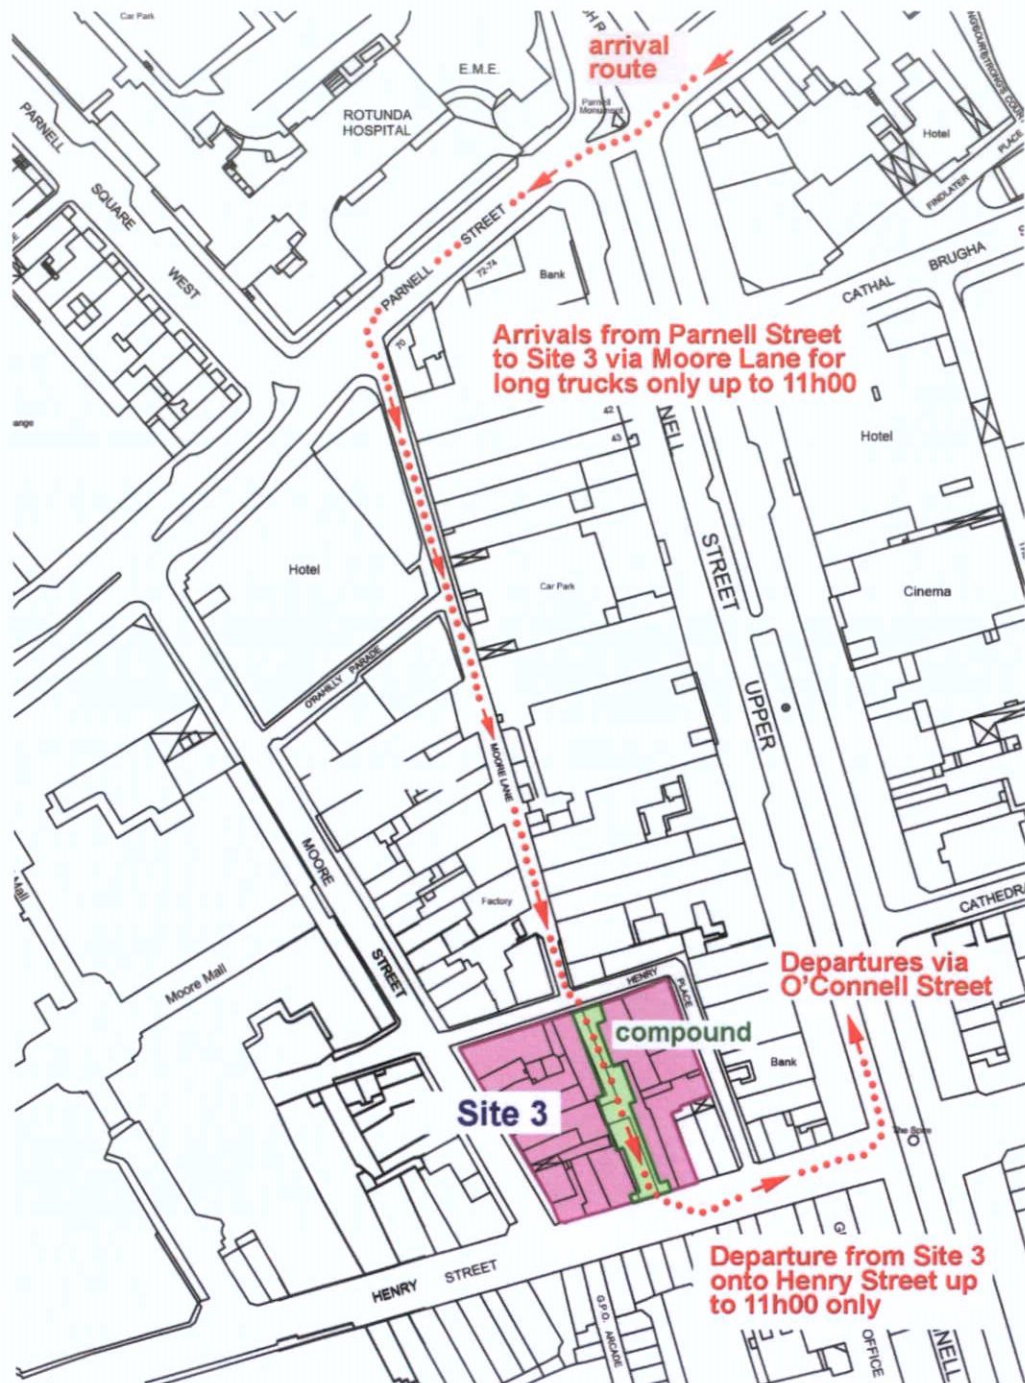 Car Park
arrival
route
E.M.E.
Parnell
Monument
ROTUNDA
HOSPITAL
Hotel
PLACE
FINDLATER
PARNELL
SQUARE
WEST
PARNELL STREET
72-74
Bank
70
CATHAL BRUGHA
Arrivals from Parnell Street
to Site 3 via Moore Lane for
long trucks only up to 11h00
42
43
NELL
STREET
UPPER
Hotel
Hotel
Car Park
Cinema
O'RAHILLY PARADE
MOORE LANE
MOORE
STREET
Factory
Mall
Moore Mall
CATHEDRA
HENRY
PLACE
Departures via
O'Connell Street
compound
Bank
Site 3
The Spire
HENRY STREET
Departure from Site 3
onto Henry Street up
to 11h00 only
G.P.O.
ARCADE
OFFICE
NNELL